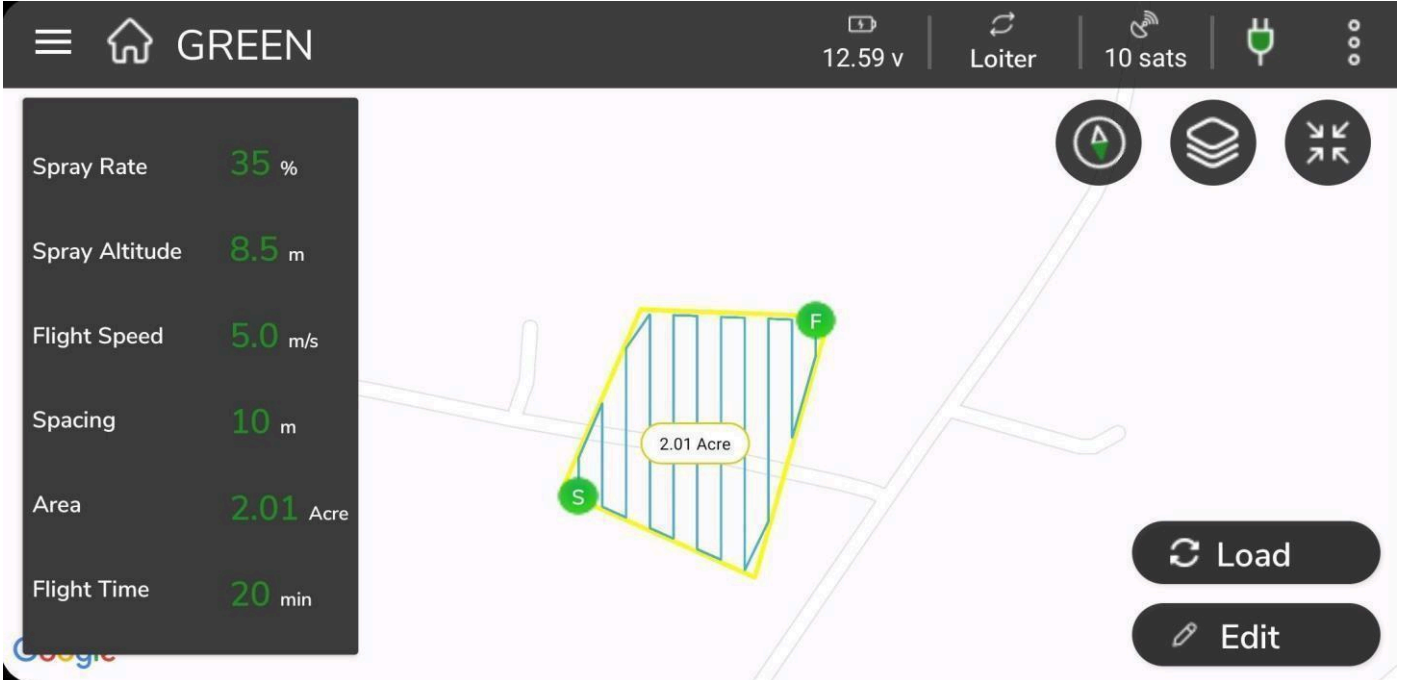 GREEN
12.59 v
Loiter
10 sats
Spray Rate 35 %
Spray Altitude 8.5 m
Flight Speed 5.0 m/s
Spacing 10 m
Area 2.01 Acre
Flight Time 20 min
F
2.01 Acre
S
Load
Edit
Google